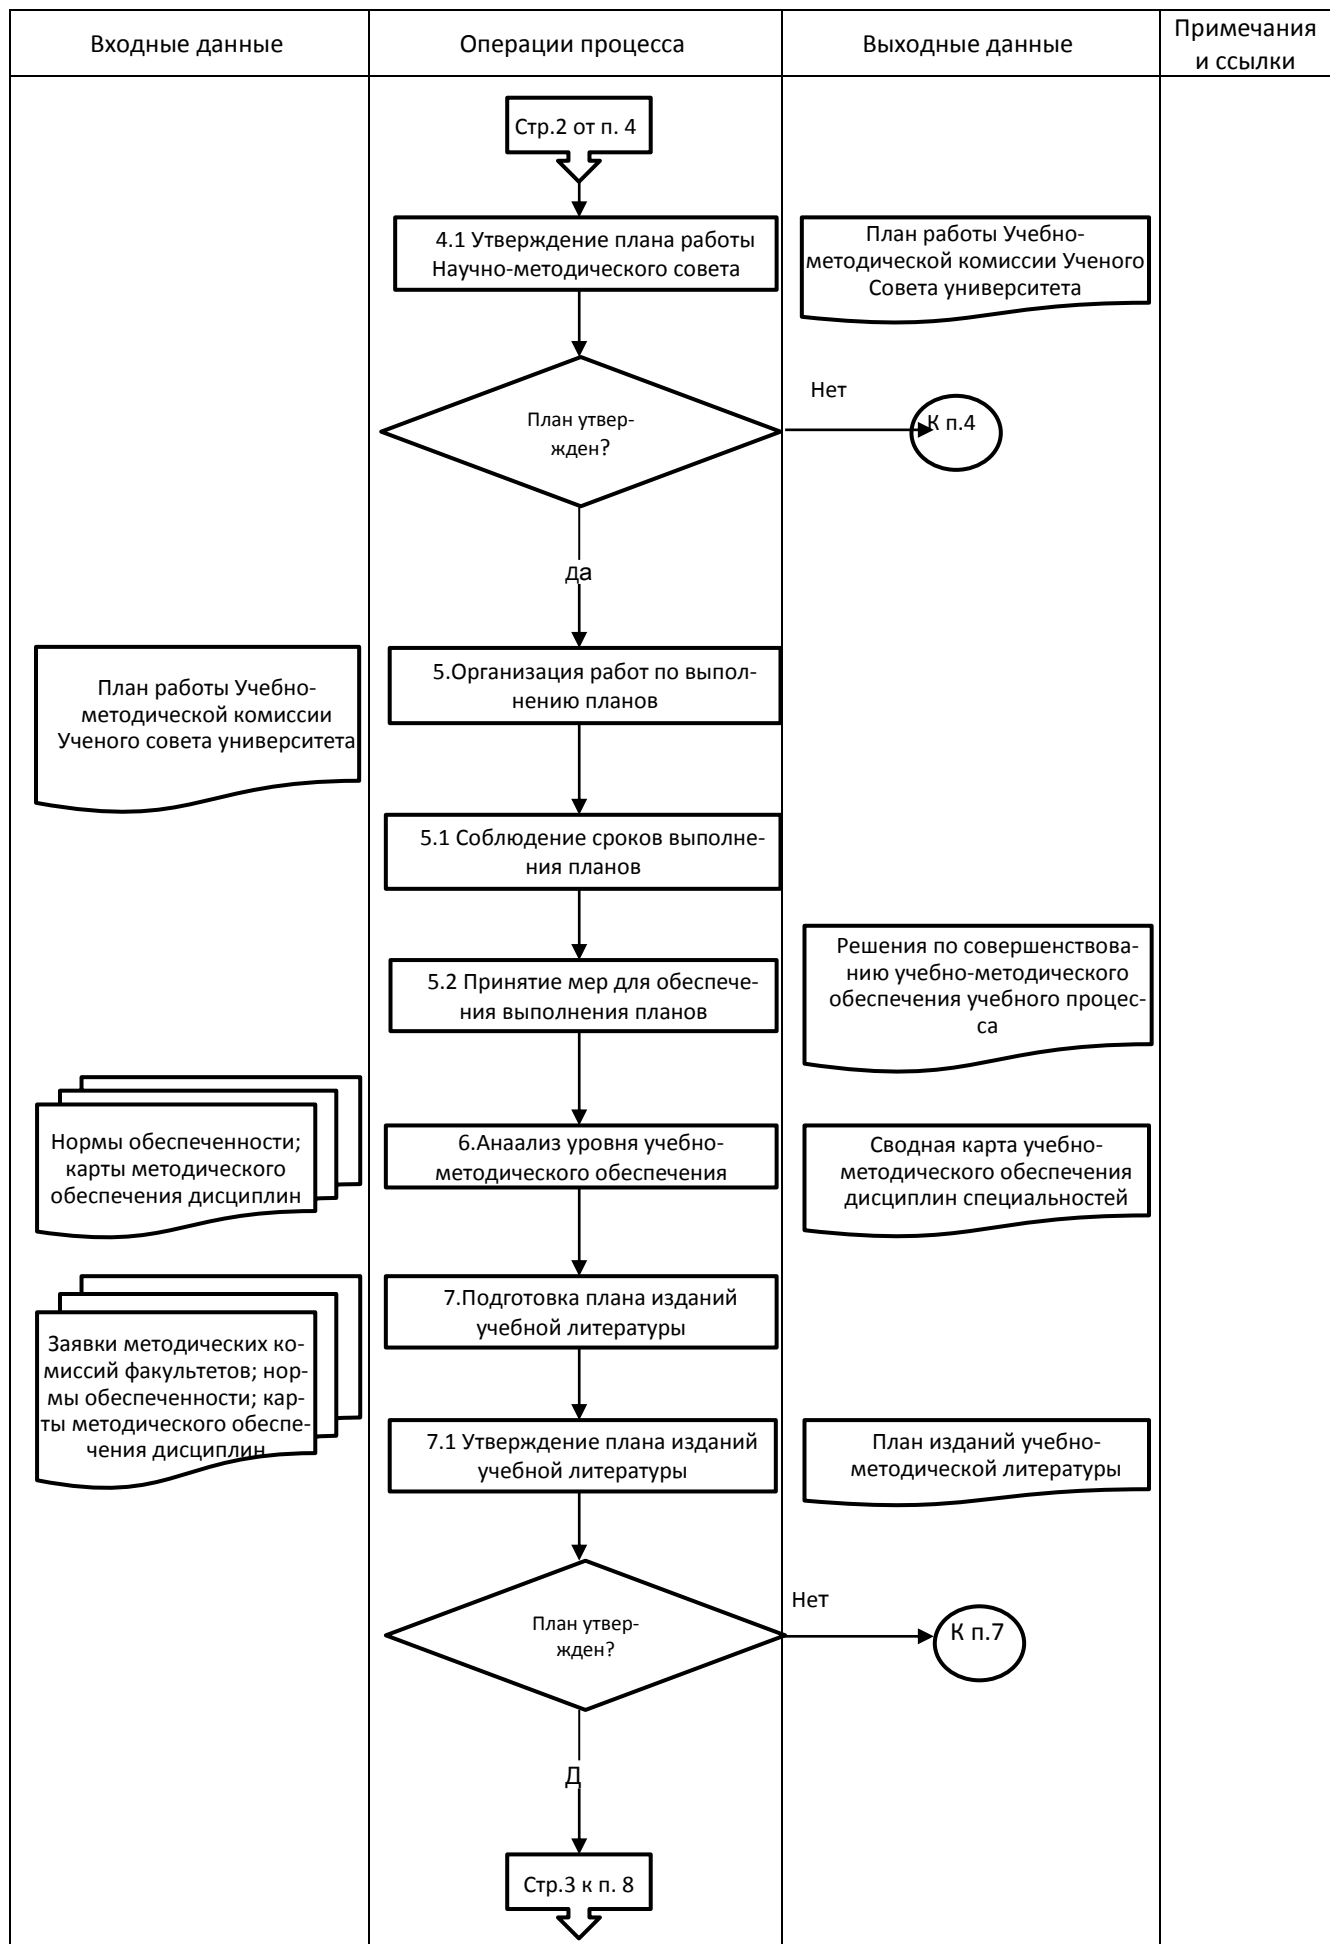 Входные данные
Операции процесса
Выходные данные
Примечания
и ссылки
Стр.2 от п. 4
4.1 Утверждение плана работы
Научно-методического совета
План работы Учебно-
методической комиссии Ученого
Совета университета
План утвер-
жден?
Нет
К п.4
да
План работы Учебно-
методической комиссии
Ученого совета университета
5.Организация работ по выпол-
нению планов
5.1 Соблюдение сроков выполне-
ния планов
5.2 Принятие мер для обеспече-
ния выполнения планов
Решения по совершенствова-
нию учебно-методического
обеспечения учебного процес-
са
Нормы обеспеченности;
карты методического
обеспечения дисциплин
6.Анаализ уровня учебно-
методического обеспечения
Сводная карта учебно-
методического обеспечения
дисциплин специальностей
7.Подготовка плана изданий
учебной литературы
Заявки методических ко-
миссий факультетов; нор-
мы обеспеченности; кар-
ты методического обеспе-
чения дисциплин
7.1 Утверждение плана изданий
учебной литературы
План изданий учебно-
методической литературы
План утвер-
жден?
Нет
К п.7
Д
Стр.3 к п. 8